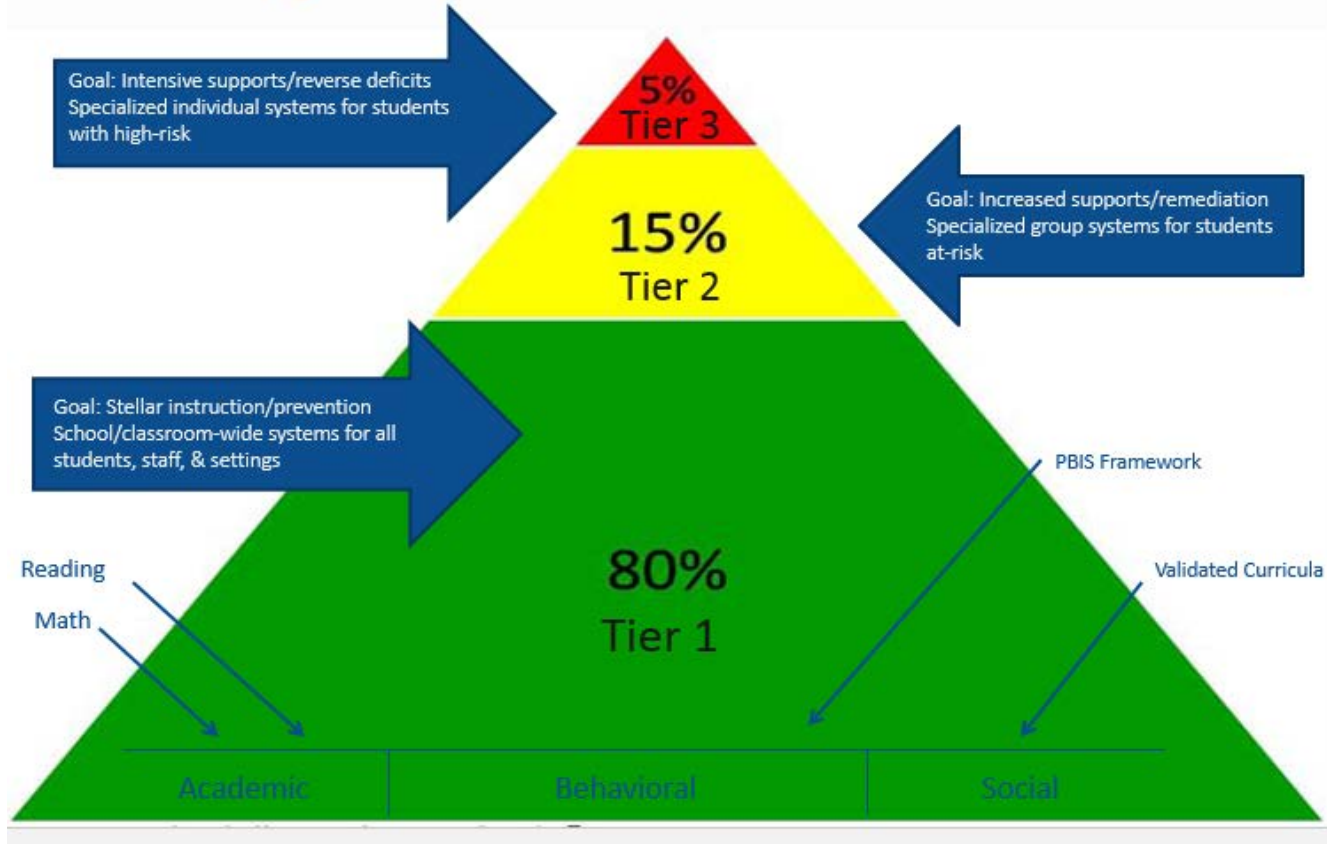 Goal: Intensive supports/reverse deficits
Specialized individual systems for students
with high-risk
5%
Tier 3
Goal: Increased supports/remediation
Specialized group systems for students
at-risk
15%
Tier 2
Goal: Stellar instruction/prevention
School/classroom-wide systems for all
students, staff, & settings
PBIS Framework
80%
Tier 1
Reading
Validated Curricula
Math
Academic
Behavioral
Social